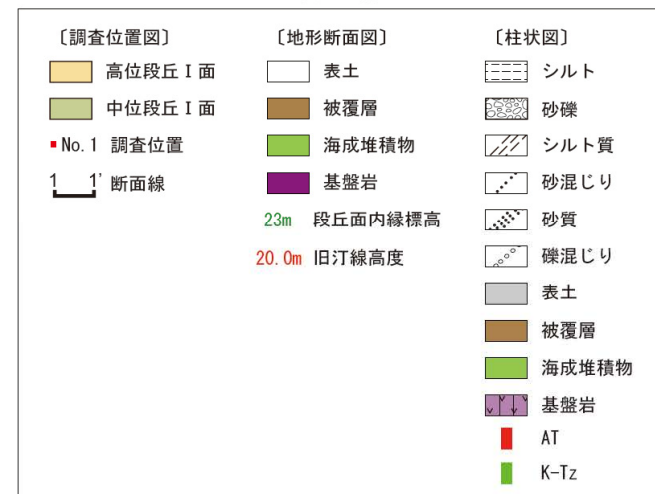 〔調査位置図〕
高位段丘Ⅰ面
中位段丘Ⅰ面
No.1 調査位置
1 1' 断面線
〔地形断面図〕
表土
被覆層
海成堆積物
基盤岩
23m 段丘面内縁標高
20.0m 旧汀線高度
〔柱状図〕
シルト
砂礫
シルト質
砂混じり
砂質
礫混じり
表土
被覆層
海成堆積物
基盤岩
AT
K-Tz